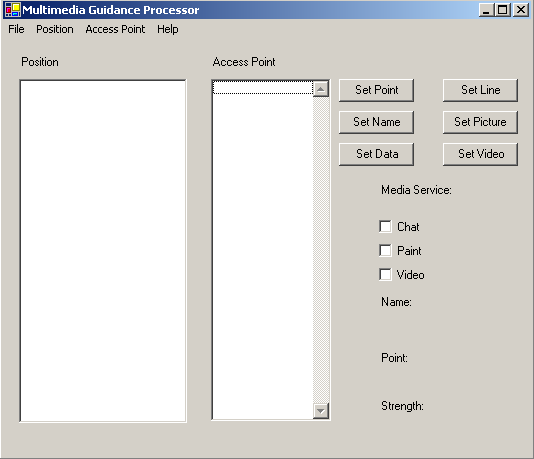 Multimedia Guidance Processor
File Position Access Point Help
Position Access Point
Set Point Set Line
Set Name Set Picture
Set Data Set Video
Media Service:
Chat
Paint
Video
Name:
Point:
Strength: